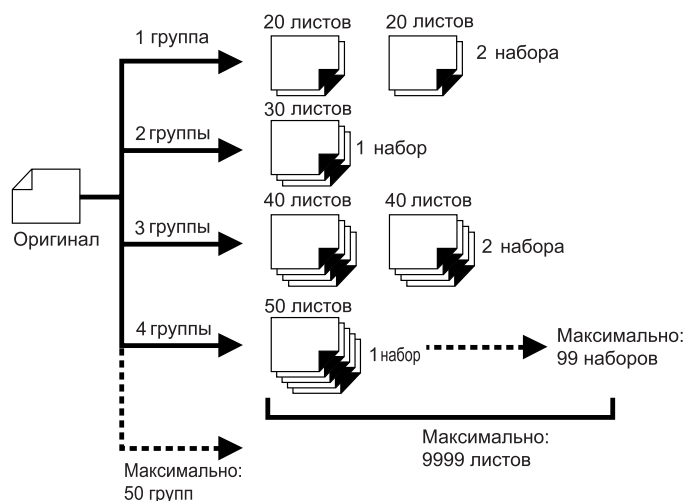 1 группа
20 листов
20 листов
2 набора
2 группы
30 листов
1 набор
Оригинал
3 группы
40 листов
40 листов
2 набора
4 группы
50 листов
1 набор
Максимально:
99 наборов
Максимально:
9999 листов
Максимально:
50 групп